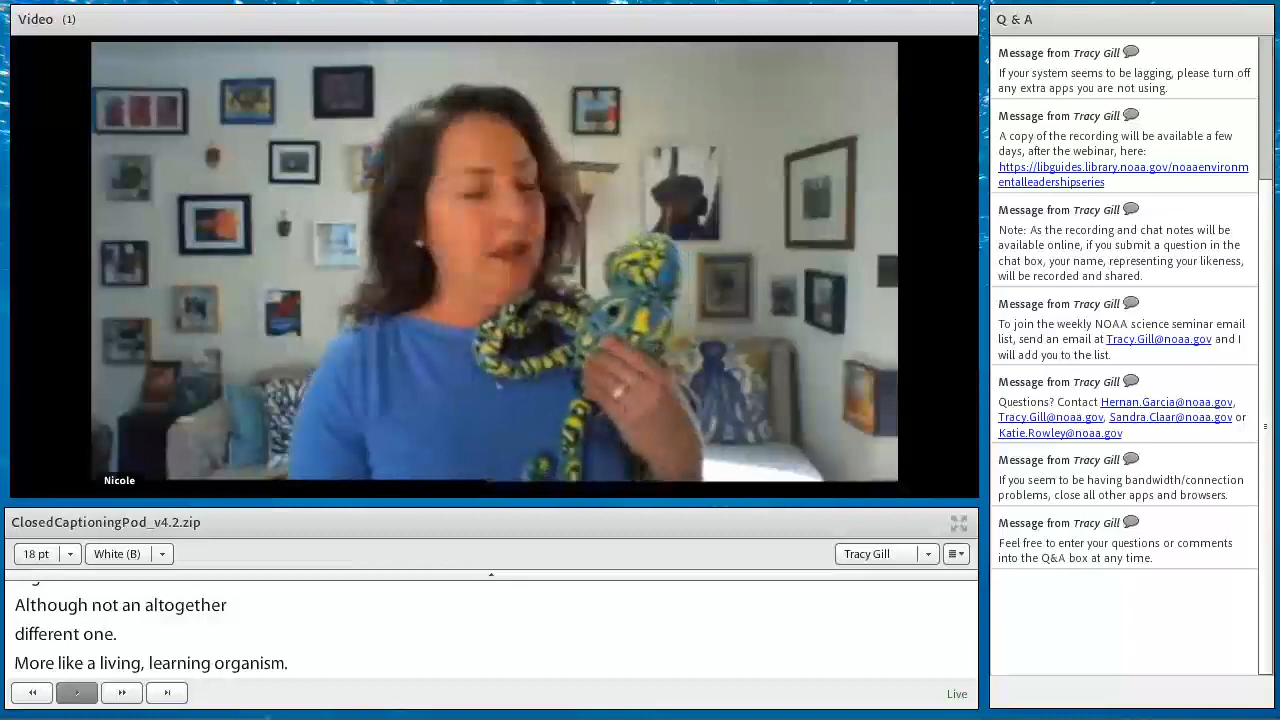 Video (1)
Nicole
ClosedCaptioningPod_v4.2.zip
18 pt
White (B)
Tracy Gill
Although not an altogether
different one.
More like a living, learning organism.
Live
Q & A
Message from Tracy Gill
If your system seems to be lagging, please turn off
any extra apps you are not using.
Message from Tracy Gill
A copy of the recording will be available a few
days, after the webinar, here:
https://libguides.library.noaa.gov/noaaenvironm
entalleadershipseries
Message from Tracy Gill
Note: As the recording and chat notes will be
available online, if you submit a question in the
chat box, your name, representing your likeness,
will be recorded and shared.
Message from Tracy Gill
To join the weekly NOAA science seminar email
list, send an email at Tracy.Gill@noaa.gov and I
will add you to the list.
Message from Tracy Gill
Questions? Contact Hernan.Garcia@noaa.gov,
Tracy.Gill@noaa.gov, Sandra.Claar@noaa.gov or
Katie.Rowley@noaa.gov
Message from Tracy Gill
If you seem to be having bandwidth/connection
problems, close all other apps and browsers.
Message from Tracy Gill
Feel free to enter your questions or comments
into the Q&A box at any time.